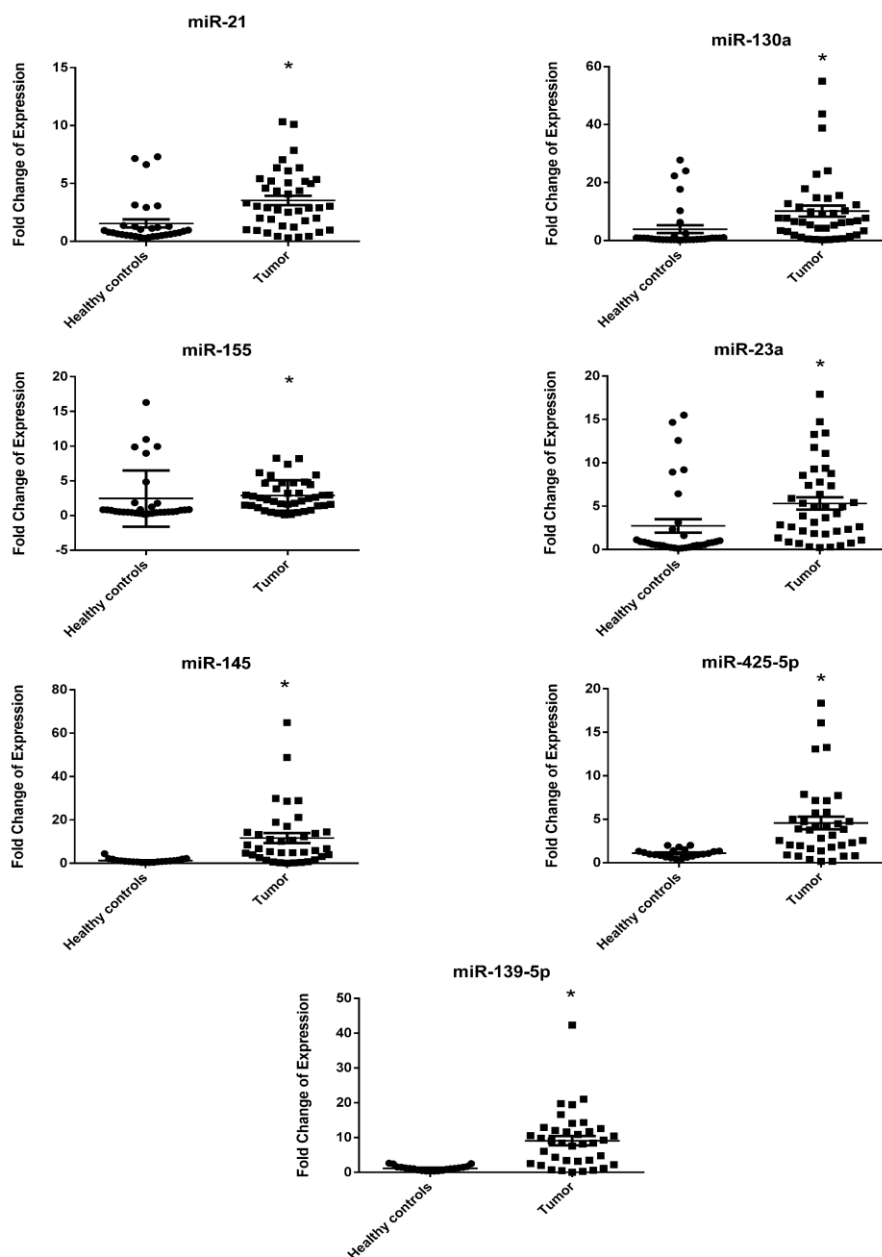 miR-21
*
Fold Change of Expression
15
10
5
0
Healthy controls
Tumor
miR-130a
*
Fold Change of Expression
60
40
20
0
Healthy controls
Tumor
miR-155
*
Fold Change of Expression
20
15
10
5
0
-5
Healthy controls
Tumor
miR-23a
*
Fold Change of Expression
20
15
10
5
0
Healthy controls
Tumor
miR-145
*
Fold Change of Expression
80
60
40
20
0
Healthy controls
Tumor
miR-425-5p
*
Fold Change of Expression
20
15
10
5
0
Healthy controls
Tumor
miR-139-5p
*
Fold Change of Expression
50
40
30
20
10
0
Healthy controls
Tumor